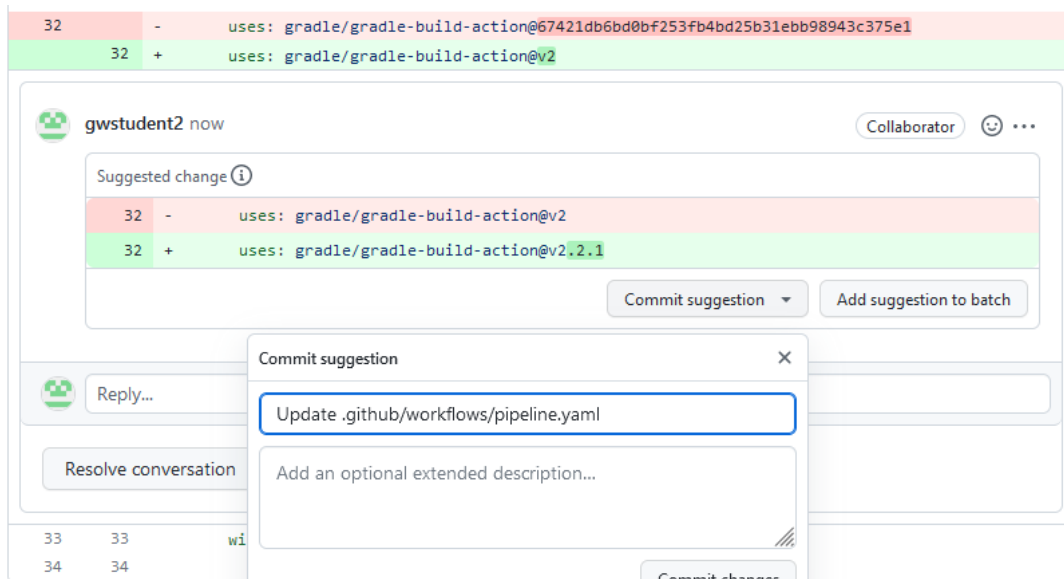 32 - uses: gradle/gradle-build-action@67421db6bd0bf253fb4bd25b31ebb98943c375e1
32 + uses: gradle/gradle-build-action@v2
gwstudent2 now Collaborator
Suggested change
32 - uses: gradle/gradle-build-action@v2
32 + uses: gradle/gradle-build-action@v2.2.1
Commit suggestion Add suggestion to batch
Commit suggestion
Reply...
Update .github/workflows/pipeline.yaml
Resolve conversation
Add an optional extended description...
33 33 wi
34 34
Commit changes